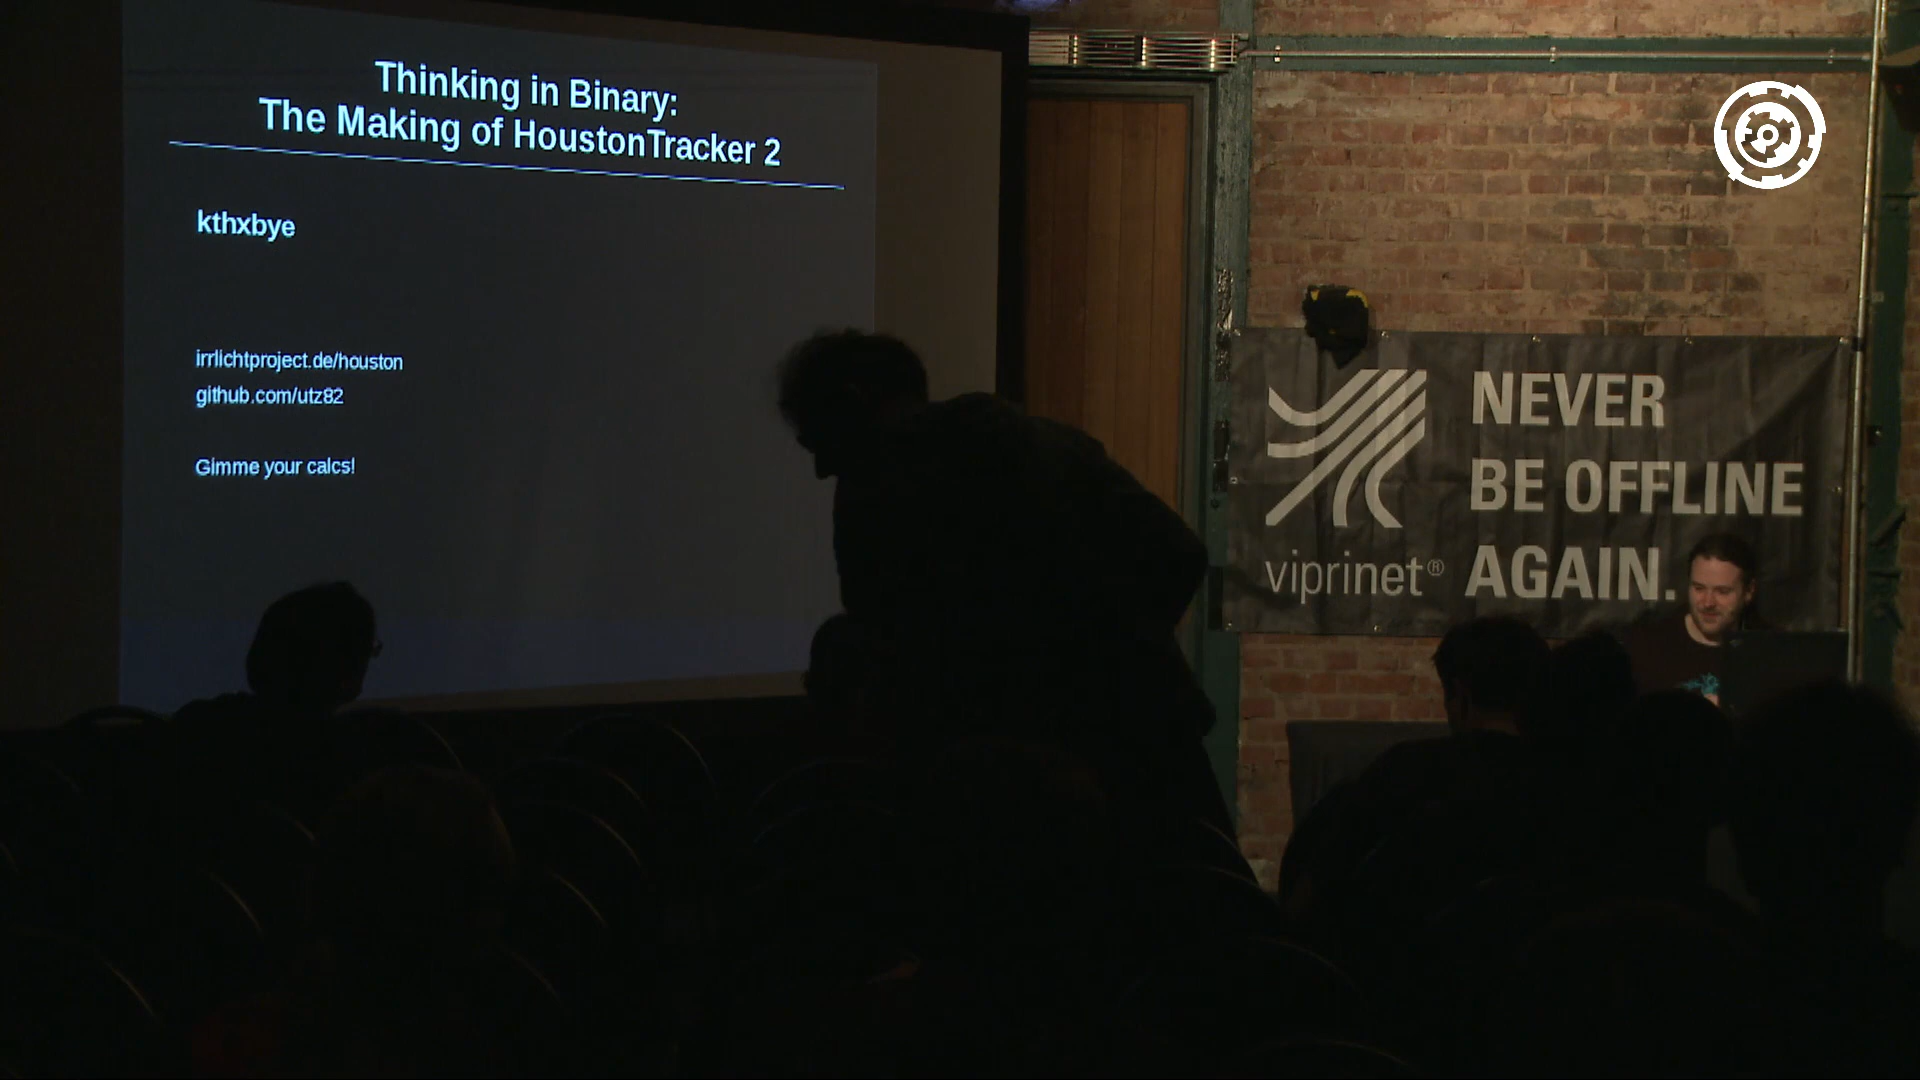 Thinking in Binary:
The Making of HoustonTracker 2
kthxbye
irrlichtproject.de/houston
github.com/utz82
Gimme your calcs!
NEVER
BE OFFLINE
AGAIN.
viprinet®